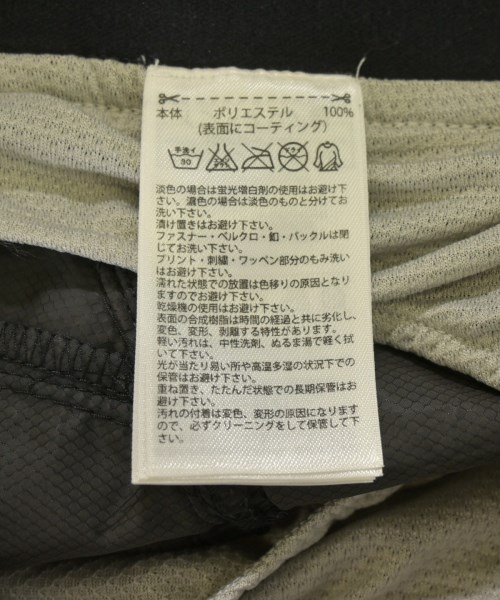 本体 ポリエステル 100%
(表面にコーティング)
手洗イ
30
淡色の場合は蛍光増白剤の使用はお避け下
さい。濃色の場合は淡色のものと分けてお
洗い下さい。
漬け置きはお避け下さい。
ファスナー・ベルクロ・釦・バックルは閉
じてお洗い下さい。
プリント・刺繍・ワッペン部分のもみ洗い
はお避け下さい。
濡れた状態での放置は色移りの原因となり
ますのでお避け下さい。
乾燥機の使用はお避け下さい。
表面の合成樹脂は時間の経過と共に劣化し、
変色、変形、剥離する特性があります。
軽い汚れは、中性洗剤、ぬるま湯で軽く拭
いて下さい。
光が当たり易い所や高温多湿の状況下での
保管はお避け下さい。
重ね置き、たたんだ状態での長期保管はお
避け下さい。
汚れの付着は変色、変形の原因になります
ので、必ずクリーニングをして保管して下
さい。